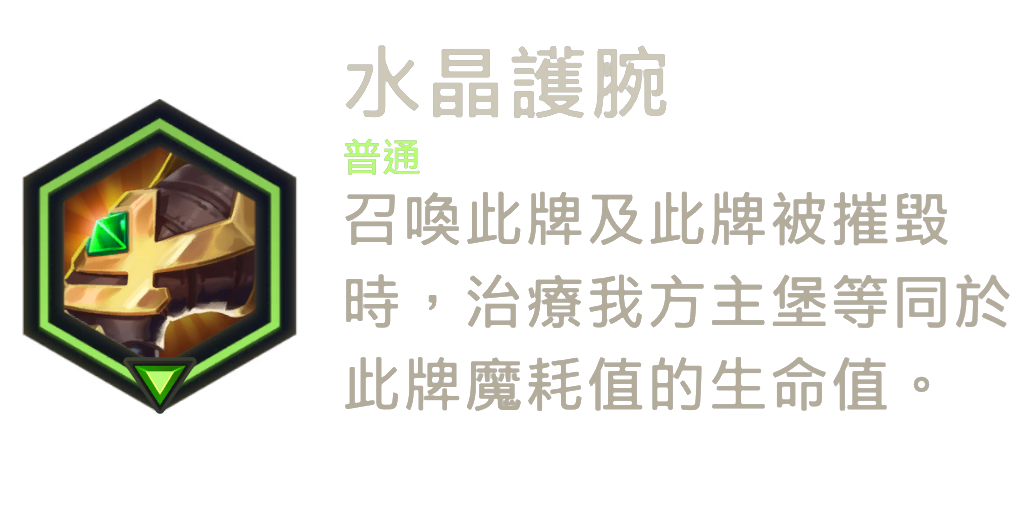 水晶護腕
普通
召喚此牌及此牌被摧毀
時，治療我方主堡等同於
此牌魔耗值的生命值。